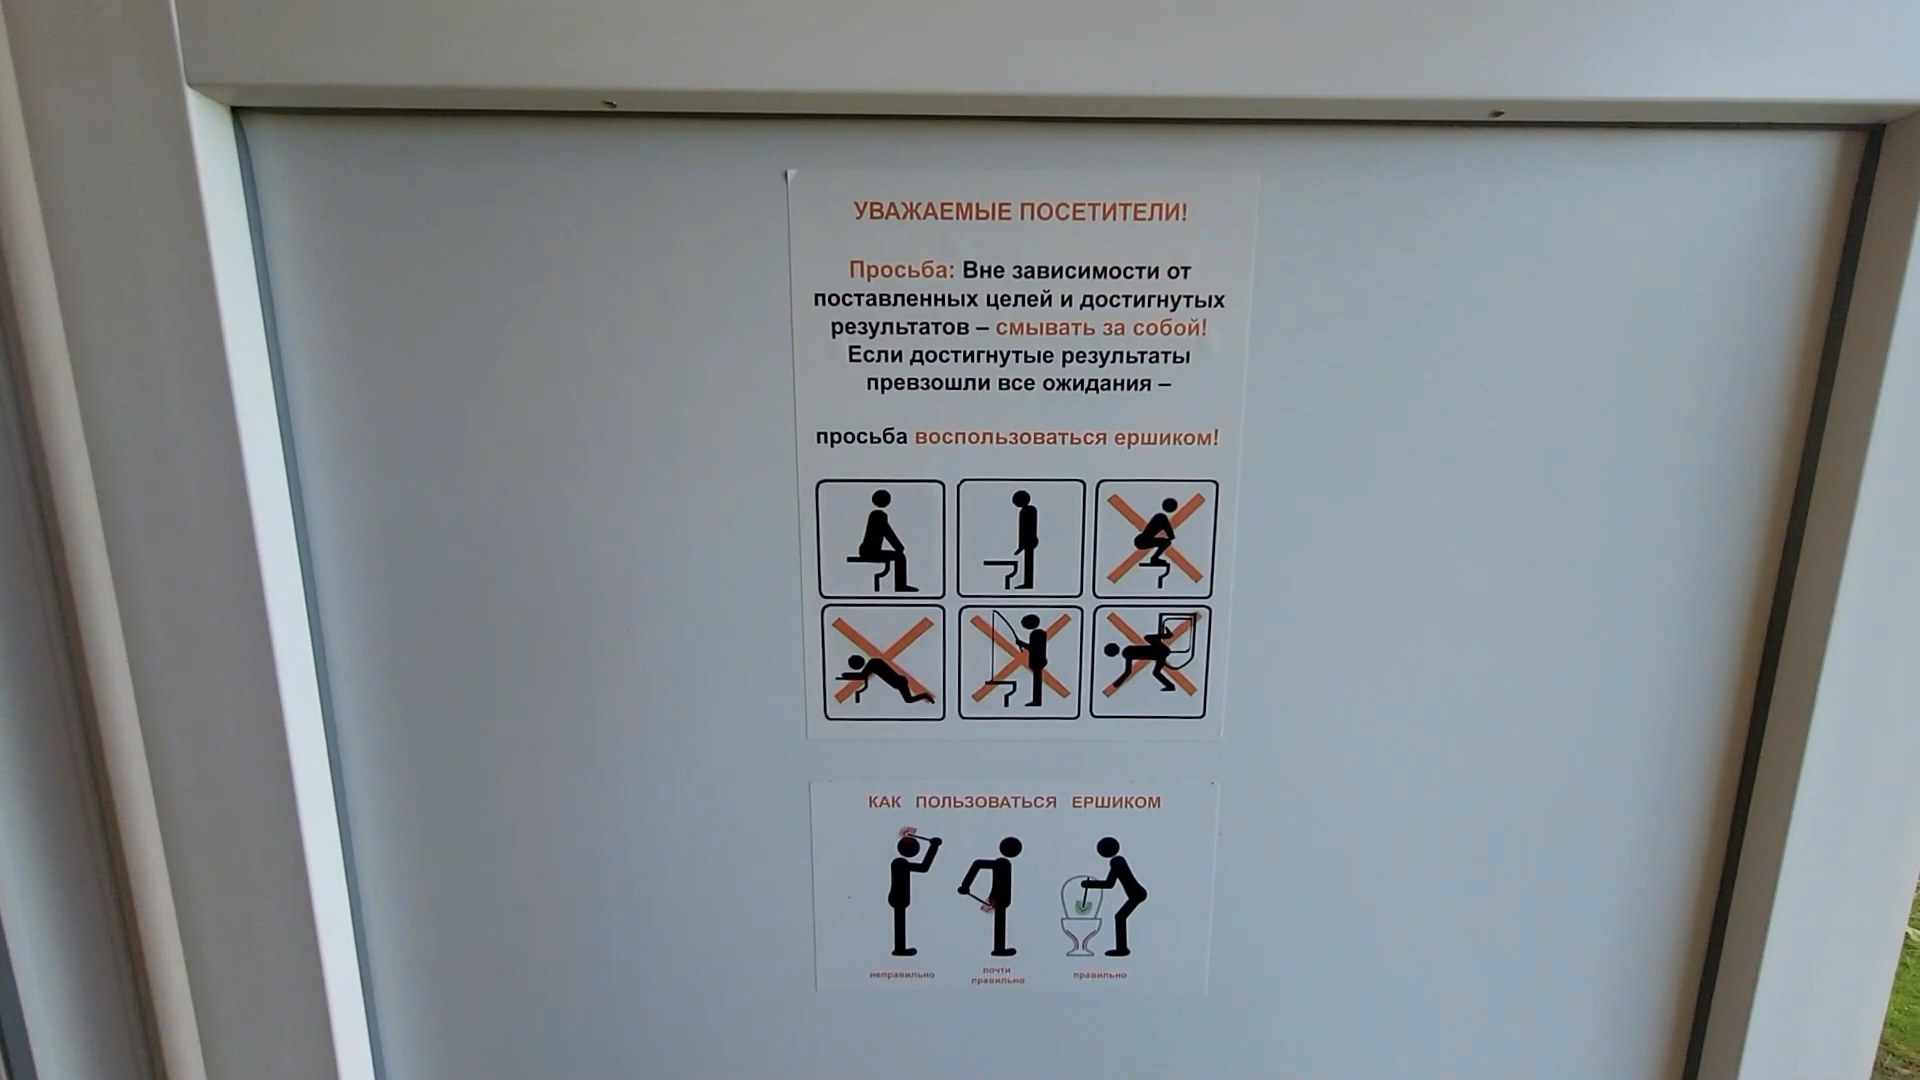 УВАЖАЕМЫЕ ПОСЕТИТЕЛИ!
Просьба: Вне зависимости от
поставленных целей и достигнутых
результатов – смывать за собой!
Если достигнутые результаты
превзошли все ожидания –
просьба воспользоваться ершиком!
КАК ПОЛЬЗОВАТЬСЯ ЕРШИКОМ
неправильно
почти
правильно
правильно